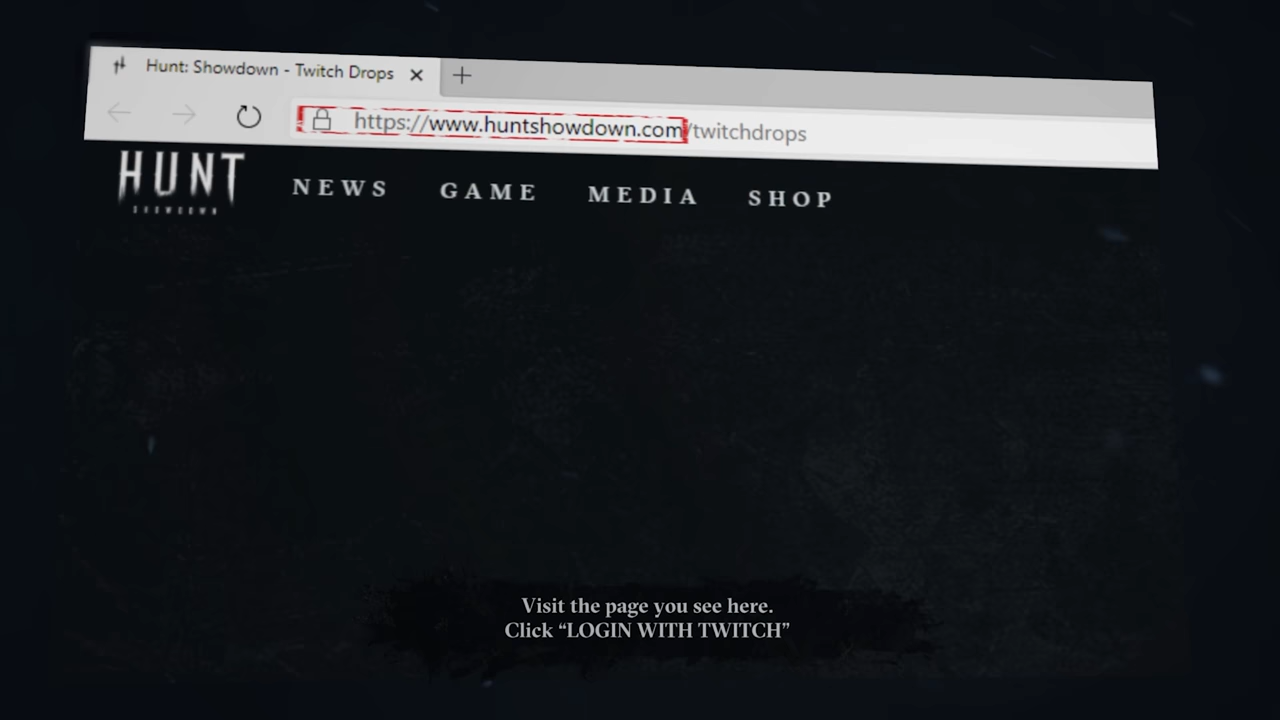 Hunt: Showdown - Twitch Drops
https://www.huntshowdown.com/twitchdrops
HUNT
SHOWDOWN
NEWS GAME MEDIA SHOP
Visit the page you see here.
Click “LOGIN WITH TWITCH”